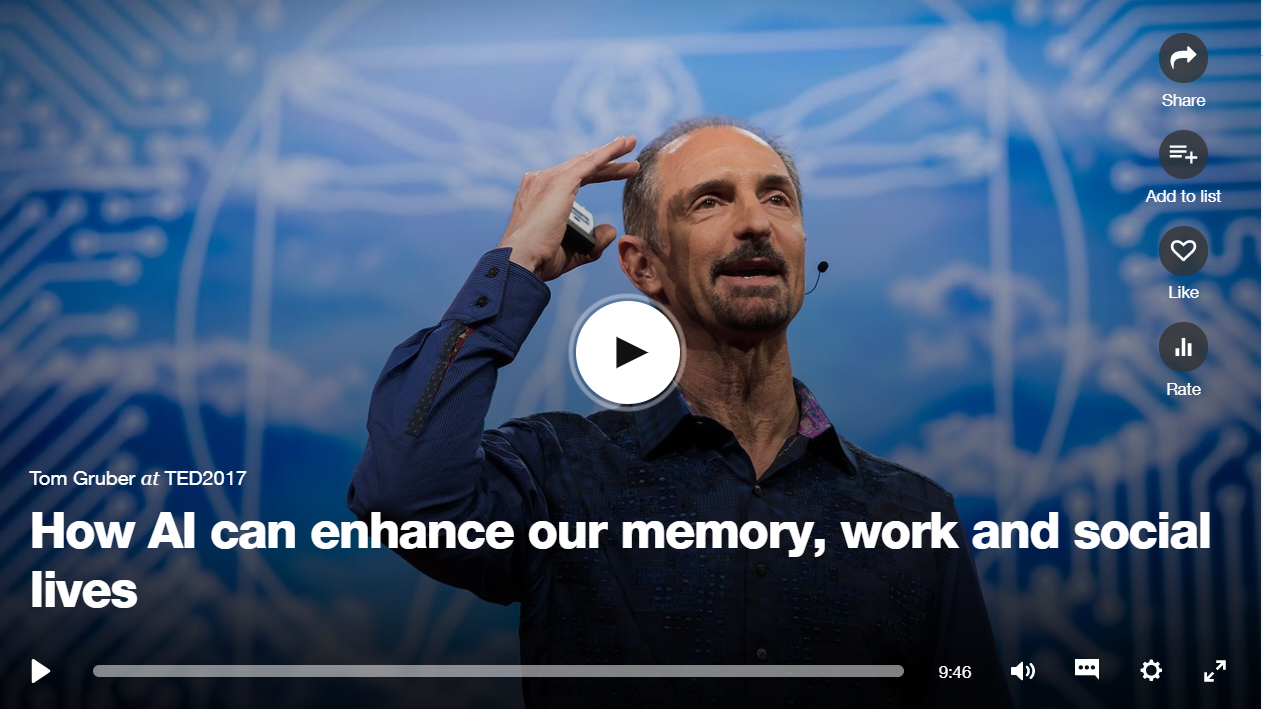 Share
Add to list
Like
Rate
Tom Gruber at TED2017
How AI can enhance our memory, work and social
lives
9:46